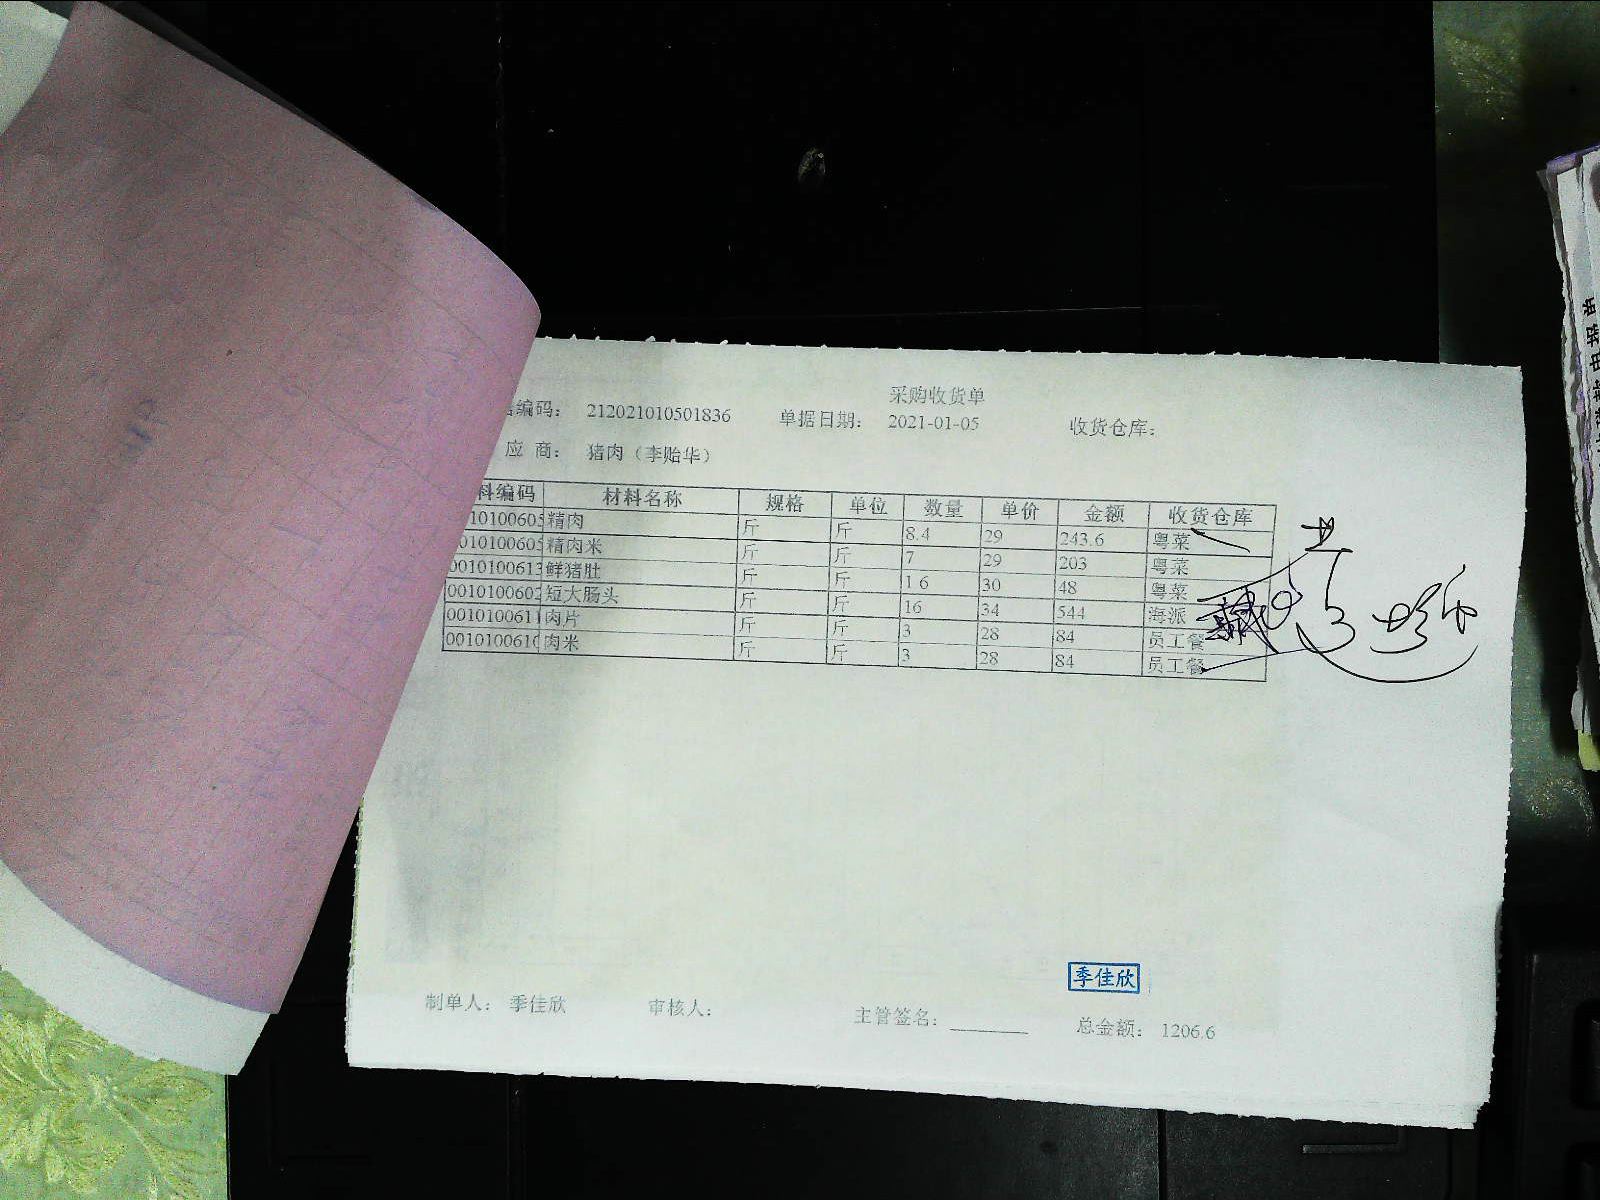 采购收货单
编码： 212021010501836 单据日期： 2021-01-05 收货仓库：
应 商： 猪肉（李贻华）
料编码 材料名称 规格 单位 数量 单价 金额 收货仓库
010100605 精肉 斤 斤 8.4 29 243.6 粤菜
010100605 精肉米 斤 斤 7 29 203 粤菜
0010100613 鲜猪肚 斤 斤 1.6 30 48 粤菜
0010100602 短大肠头 斤 斤 16 34 544 海派
0010100611 肉片 斤 斤 3 28 84 员工餐
0010100610 肉米 斤 斤 3 28 84 员工餐
季佳欣
制单人： 季佳欣 审核人： 主管签名： 总金额： 1206.6